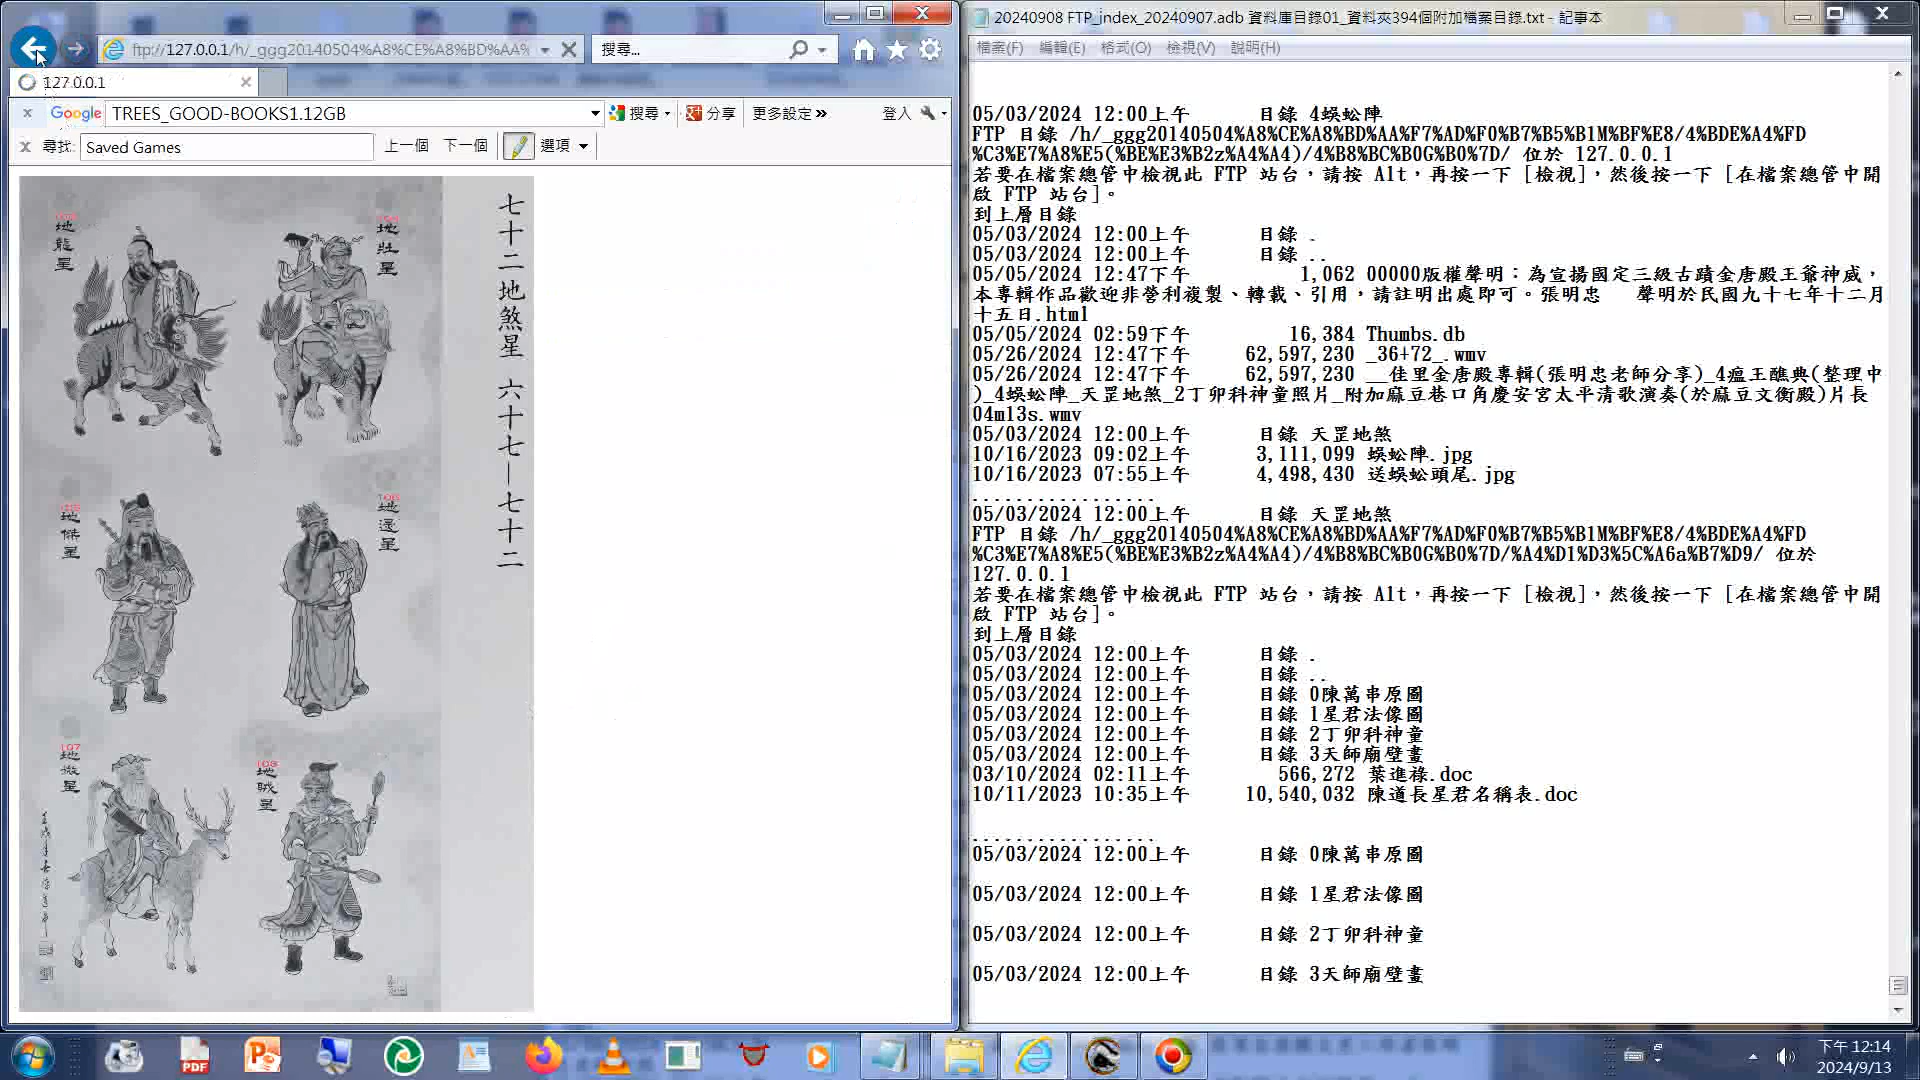 ftp://127.0.0.1/h/_ggg20140504%A8%CE%A8%BD%AA%
搜尋...
127.0.0.1
Google
TREES_GOOD-BOOKS1.12GB
搜尋
分享
更多設定 »
登入
尋找:
Saved Games
上一個
下一個
選項
七十二地煞星 六十七—七十二
地龍星
地壯星
地傑星
107
108
地賊星
20240908 FTP_index_20240907.adb 資料庫目錄01_資料夾394個附加檔案目錄.txt - 記事本
檔案(F) 編輯(E) 格式(O) 檢視(V) 說明(H)
05/03/2024 12:00上午 目錄 4蜈蚣陣
FTP 目錄 /h/_ggg20140504%A8%CE%A8%BD%AA%F7%AD%F0%B7%B5%B1M%BF%E8/4%BDE%A4%FD
%C3%E7%A8%E5(%BE%E3%B2z%A4%A4)/4%B8%BC%B0G%B0%7D/ 位於 127.0.0.1
若要在檔案總管中檢視此 FTP 站台，請按 Alt，再按一下 [檢視]，然後按一下 [在檔案總管中開
啟 FTP 站台]。
到上層目錄
05/03/2024 12:00上午 目錄 .
05/03/2024 12:00上午 目錄 ..
05/05/2024 12:47下午 1,062 00000版權聲明：為宣揚國定三級古蹟金唐殿王爺神威，
本專輯作品歡迎非營利複製、轉載、引用，請註明出處即可。張明忠 聲明於民國九十七年十二月
十五日.html
05/05/2024 02:59下午 16,384 Thumbs.db
05/26/2024 12:47下午 62,597,230 _36+72_.wmv
05/26/2024 12:47下午 62,597,230 __佳里金唐殿專輯(張明忠老師分享)_4瘟王醮典(整理中
)_4蜈蚣陣_天罡地煞_2丁卯科神童照片_附加麻豆巷口角慶安宮太平清歌演奏(於麻豆文衡殿)片長
04m13s.wmv
05/03/2024 12:00上午 目錄 天罡地煞
10/16/2023 09:02上午 3,111,099 蜈蚣陣.jpg
10/16/2023 07:55上午 4,498,430 送蜈蚣頭尾.jpg
.................
05/03/2024 12:00上午 目錄 天罡地煞
FTP 目錄 /h/_ggg20140504%A8%CE%A8%BD%AA%F7%AD%F0%B7%B5%B1M%BF%E8/4%BDE%A4%FD
%C3%E7%A8%E5(%BE%E3%B2z%A4%A4)/4%B8%BC%B0G%B0%7D/%A4%D1%D3%5C%A6a%B7%D9/ 位於
127.0.0.1
若要在檔案總管中檢視此 FTP 站台，請按 Alt，再按一下 [檢視]，然後按一下 [在檔案總管中開
啟 FTP 站台]。
到上層目錄
05/03/2024 12:00上午 目錄 .
05/03/2024 12:00上午 目錄 ..
05/03/2024 12:00上午 目錄 0陳萬串原圖
05/03/2024 12:00上午 目錄 1星君法像圖
05/03/2024 12:00上午 目錄 2丁卯科神童
05/03/2024 12:00上午 目錄 3天師廟壁畫
03/10/2024 02:11上午 566,272 葉進祿.doc
10/11/2023 10:35上午 10,540,032 陳道長星君名稱表.doc
.................
05/03/2024 12:00上午 目錄 0陳萬串原圖
05/03/2024 12:00上午 目錄 1星君法像圖
05/03/2024 12:00上午 目錄 2丁卯科神童
05/03/2024 12:00上午 目錄 3天師廟壁畫
PDF
下午 12:14
2024/9/13